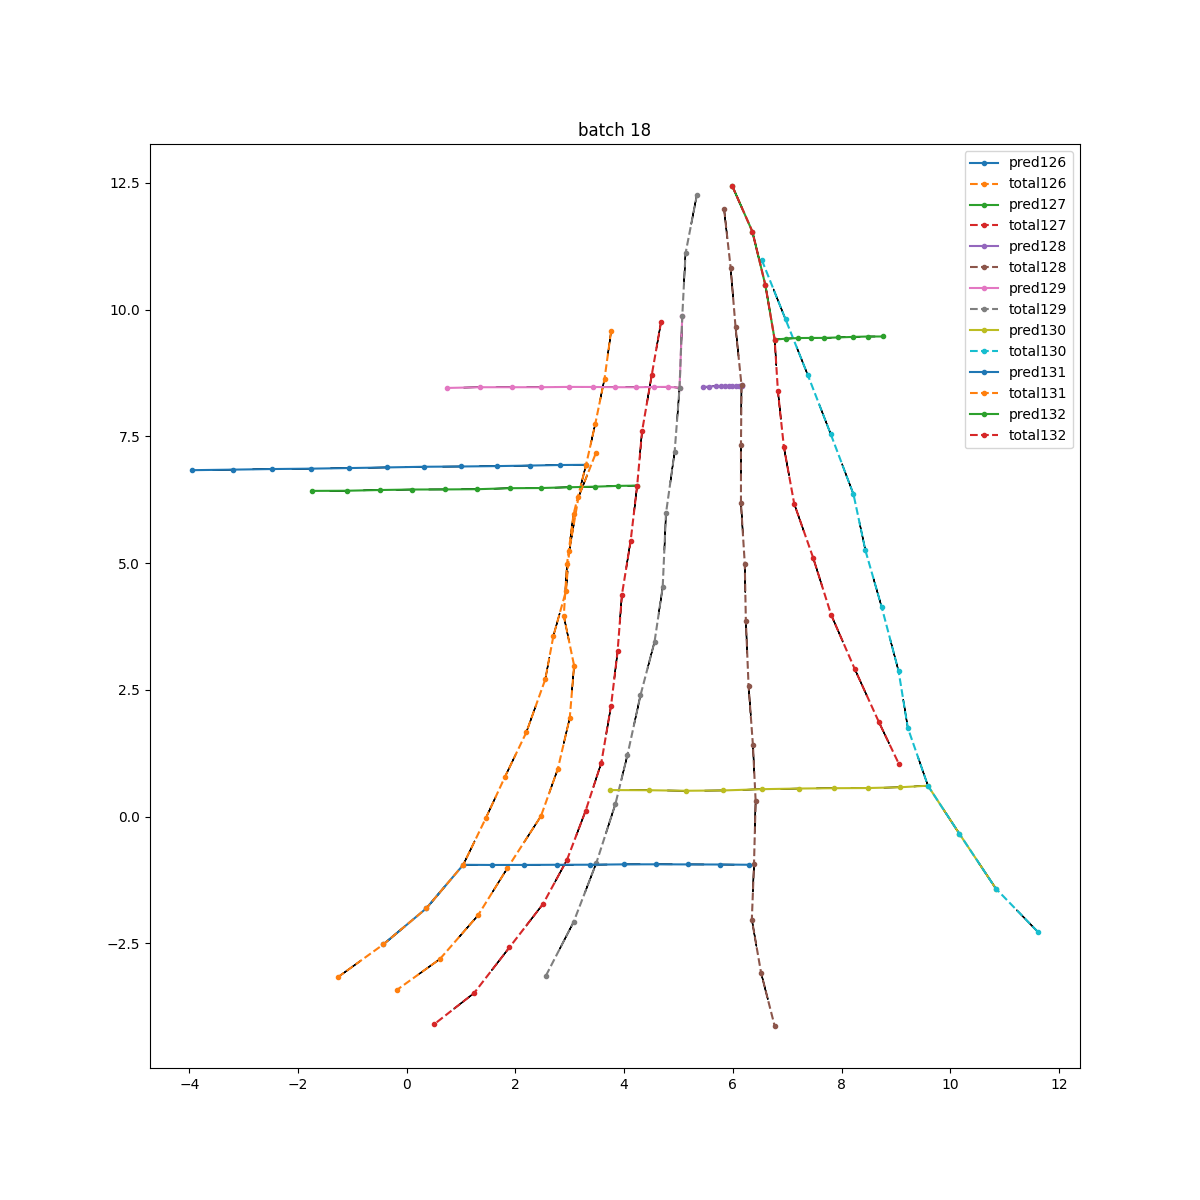 batch 18
pred126
total126
pred127
total127
pred128
total128
pred129
total129
pred130
total130
pred131
total131
pred132
total132
12.5
10.0
7.5
5.0
2.5
0.0
−2.5
−4 −2 0 2 4 6 8 10 12